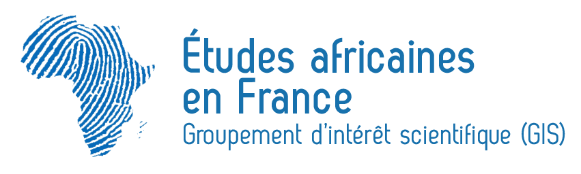 Études africaines
en France
Groupement d'intérêt scientifique (GIS)